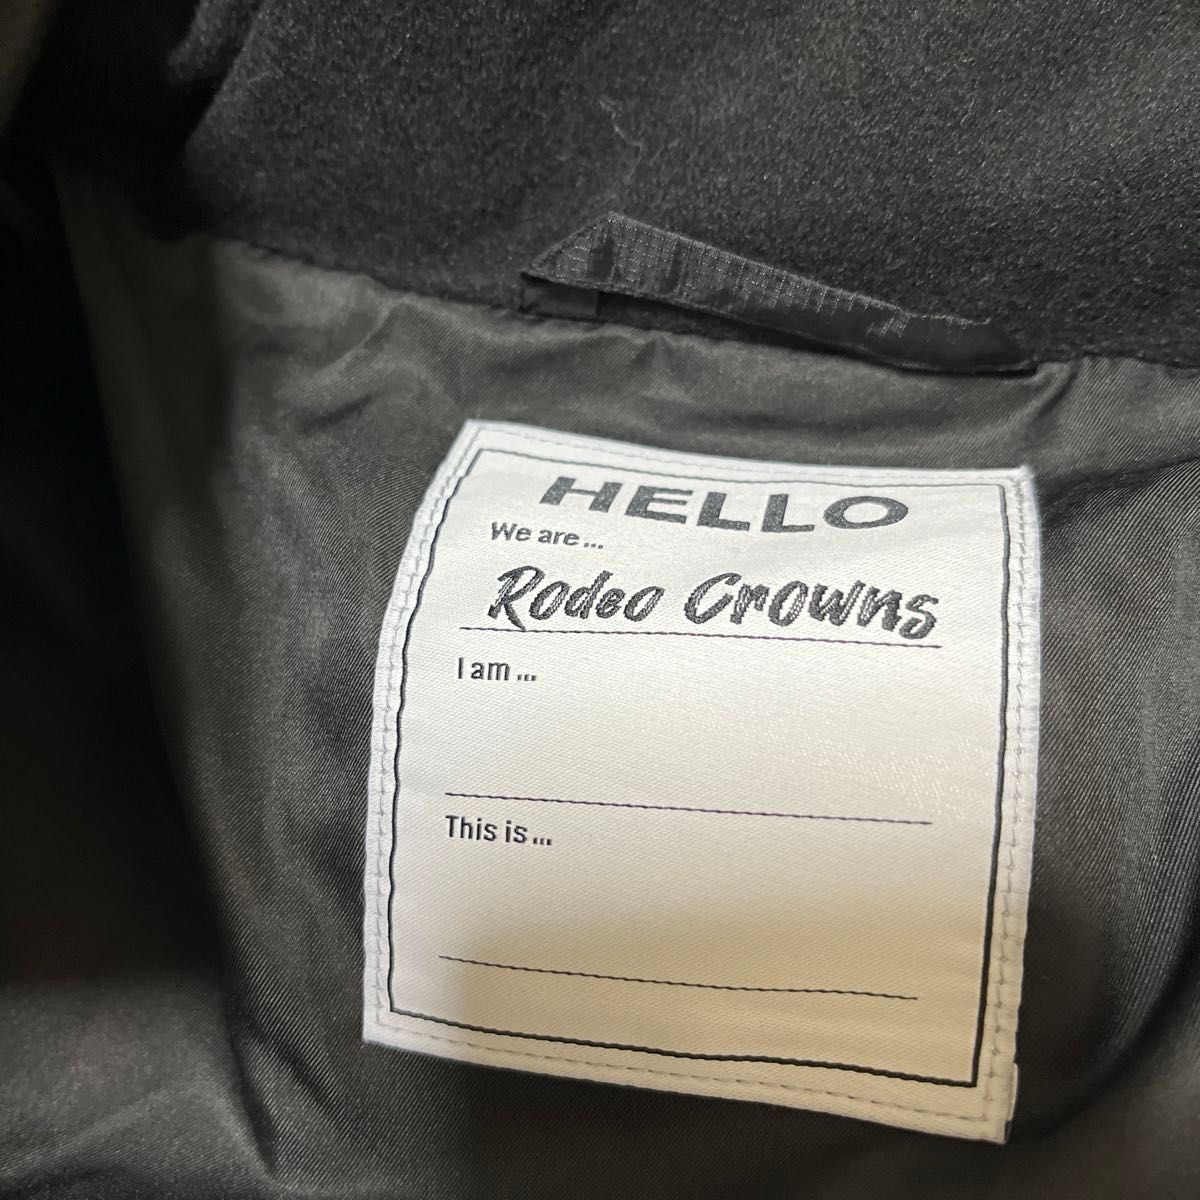 HELLO
We are...
Rodeo Crowns
I am...
This is...